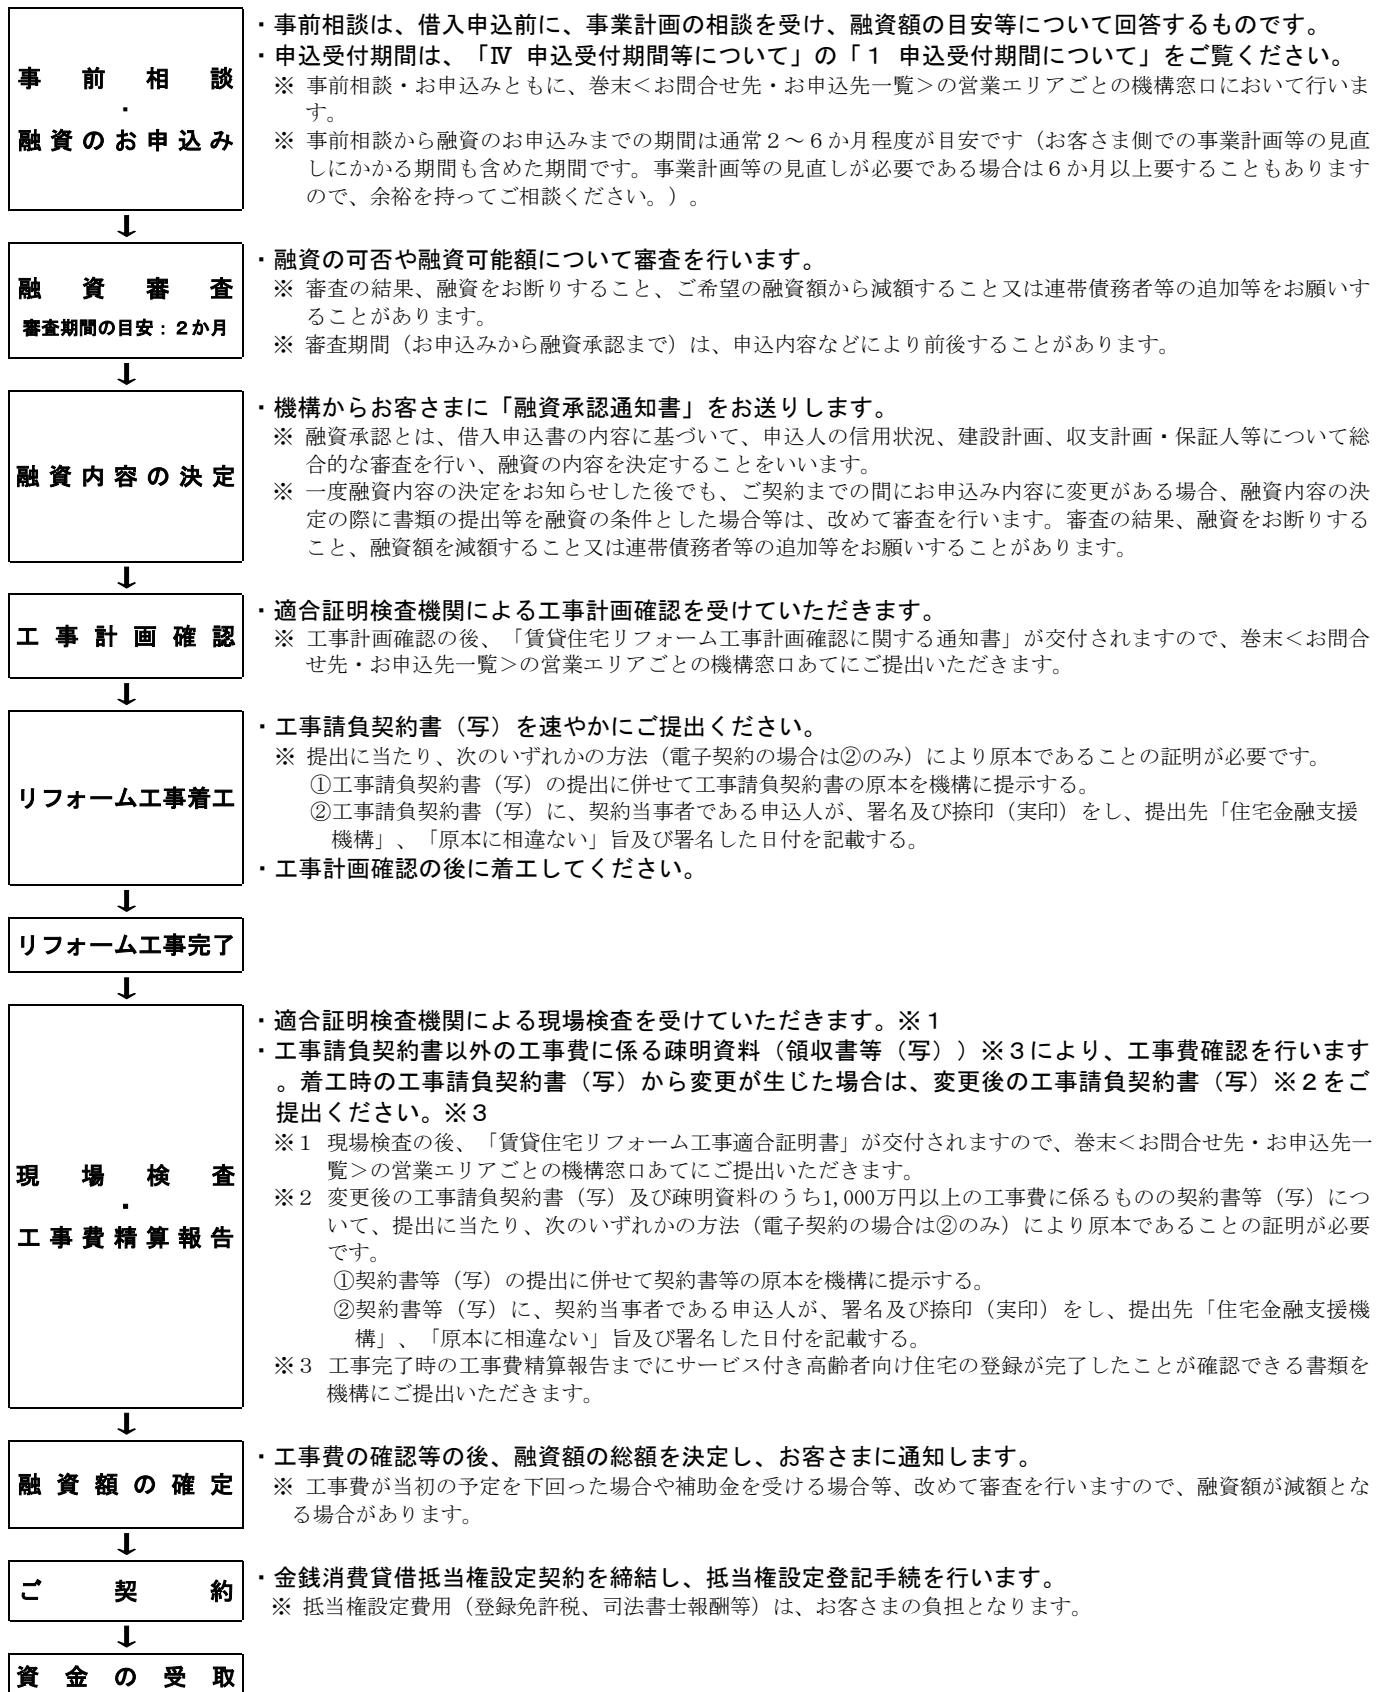 事前相談
・
融資のお申込み
・事前相談は、借入申込前に、事業計画の相談を受け、融資額の目安等について回答するものです。
・申込受付期間は、「Ⅳ 申込受付期間等について」の「１ 申込受付期間について」をご覧ください。
※ 事前相談・お申込みともに、巻末＜お問合せ先・お申込先一覧＞の営業エリアごとの機構窓口において行いま
す。
※ 事前相談から融資のお申込みまでの期間は通常２～６か月程度が目安です（お客さま側での事業計画等の見直
しにかかる期間も含めた期間です。事業計画等の見直しが必要である場合は６か月以上要することもあります
ので、余裕を持ってご相談ください。）。
↓
融資審査
審査期間の目安：２か月
・融資の可否や融資可能額について審査を行います。
※ 審査の結果、融資をお断りすること、ご希望の融資額から減額すること又は連帯債務者等の追加等をお願いす
ることがあります。
※ 審査期間（お申込みから融資承認まで）は、申込内容などにより前後することがあります。
↓
融資内容の決定
・機構からお客さまに「融資承認通知書」をお送りします。
※ 融資承認とは、借入申込書の内容に基づいて、申込人の信用状況、建設計画、収支計画・保証人等について総
合的な審査を行い、融資の内容を決定することをいいます。
※ 一度融資内容の決定をお知らせした後でも、ご契約までの間にお申込み内容に変更がある場合、融資内容の決
定の際に書類の提出等を融資の条件とした場合等は、改めて審査を行います。審査の結果、融資をお断りする
こと、融資額を減額すること又は連帯債務者等の追加等をお願いすることがあります。
↓
工事計画確認
・適合証明検査機関による工事計画確認を受けていただきます。
※ 工事計画確認の後、「賃貸住宅リフォーム工事計画確認に関する通知書」が交付されますので、巻末＜お問合
せ先・お申込先一覧＞の営業エリアごとの機構窓口あてにご提出いただきます。
↓
リフォーム工事着工
・工事請負契約書（写）を速やかにご提出ください。
※ 提出に当たり、次のいずれかの方法（電子契約の場合は②のみ）により原本であることの証明が必要です。
①工事請負契約書（写）の提出に併せて工事請負契約書の原本を機構に提示する。
②工事請負契約書（写）に、契約当事者である申込人が、署名及び捺印（実印）をし、提出先「住宅金融支援
機構」、「原本に相違ない」旨及び署名した日付を記載する。
・工事計画確認の後に着工してください。
↓
リフォーム工事完了
↓
現場検査
・
工事費精算報告
・適合証明検査機関による現場検査を受けていただきます。※１
・工事請負契約書以外の工事費に係る疎明資料（領収書等（写））※３により、工事費確認を行います
。着工時の工事請負契約書（写）から変更が生じた場合は、変更後の工事請負契約書（写）※２をご
提出ください。※３
※１ 現場検査の後、「賃貸住宅リフォーム工事適合証明書」が交付されますので、巻末＜お問合せ先・お申込先一
覧＞の営業エリアごとの機構窓口あてにご提出いただきます。
※２ 変更後の工事請負契約書（写）及び疎明資料のうち1,000万円以上の工事費に係るものの契約書等（写）につ
いて、提出に当たり、次のいずれかの方法（電子契約の場合は②のみ）により原本であることの証明が必要
です。
①契約書等（写）の提出に併せて契約書等の原本を機構に提示する。
②契約書等（写）に、契約当事者である申込人が、署名及び捺印（実印）をし、提出先「住宅金融支援機
構」、「原本に相違ない」旨及び署名した日付を記載する。
※３ 工事完了時の工事費精算報告までにサービス付き高齢者向け住宅の登録が完了したことが確認できる書類を
機構にご提出いただきます。
↓
融資額の確定
・工事費の確認等の後、融資額の総額を決定し、お客さまに通知します。
※ 工事費が当初の予定を下回った場合や補助金を受ける場合等、改めて審査を行いますので、融資額が減額とな
る場合があります。
↓
ご契約
・金銭消費貸借抵当権設定契約を締結し、抵当権設定登記手続を行います。
※ 抵当権設定費用（登録免許税、司法書士報酬等）は、お客さまの負担となります。
↓
資金の受取